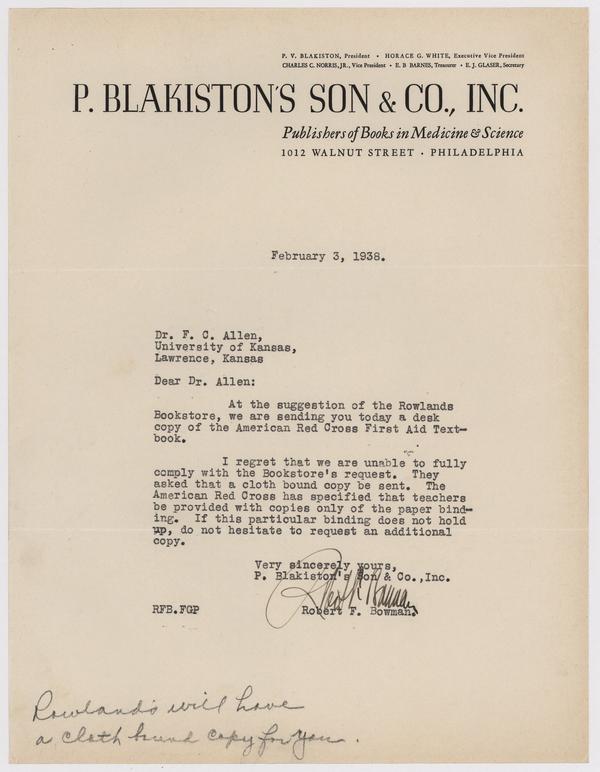 P. V. BLAKISTON, President • HORACE G. WHITE, Executive Vice President
CHARLES C. NORRIS, JR., Vice President • E. B. BARNES, Treasurer • E. J. GLASER, Secretary
P. BLAKISTON'S SON & CO., INC.
Publishers of Books in Medicine & Science
1012 WALNUT STREET • PHILADELPHIA
February 3, 1938.
Dr. F. C. Allen,
University of Kansas,
Lawrence, Kansas
Dear Dr. Allen:
At the suggestion of the Rowlands
Bookstore, we are sending you today a desk
copy of the American Red Cross First Aid Text-
book.
I regret that we are unable to fully
comply with the Bookstore's request. They
asked that a cloth bound copy be sent. The
American Red Cross has specified that teachers
be provided with copies only of the paper bind-
ing. If this particular binding does not hold
up, do not hesitate to request an additional
copy.
Very sincerely yours,
P. Blakiston's Son & Co.,Inc.
RFB.FGP Robert F. Bowman.
Rowland's will have
a cloth bound copy for you.